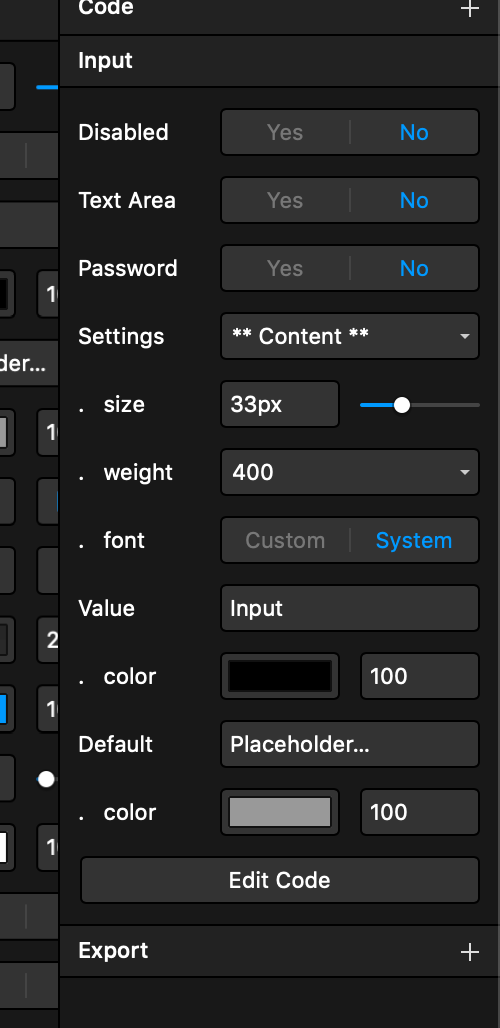 Code
Input
Disabled Yes No
Text Area Yes No
Password Yes No
Settings ** Content **
. size 33px
. weight 400
. font Custom System
Value Input
. color 100
Default Placeholder...
. color 100
Edit Code
Export
der...